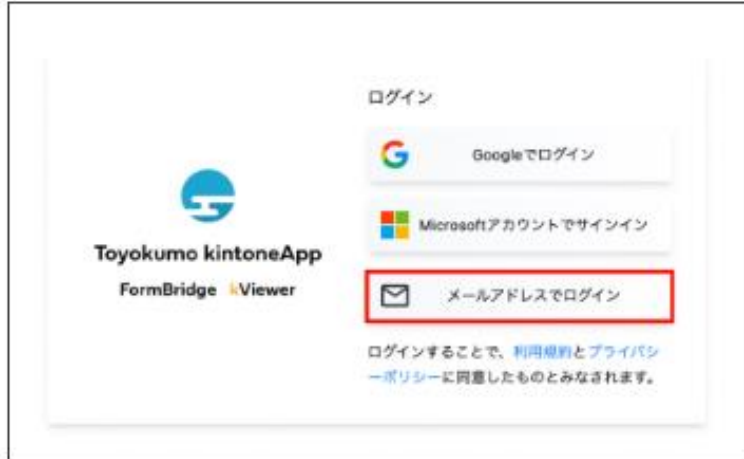 ログイン
Googleでログイン
Microsoftアカウントでサインイン
Toyokumo kintoneApp
FormBridge kViewer
メールアドレスでログイン
ログインすることで、利用規約とプライバシ
ーポリシーに同意したものとみなされます。